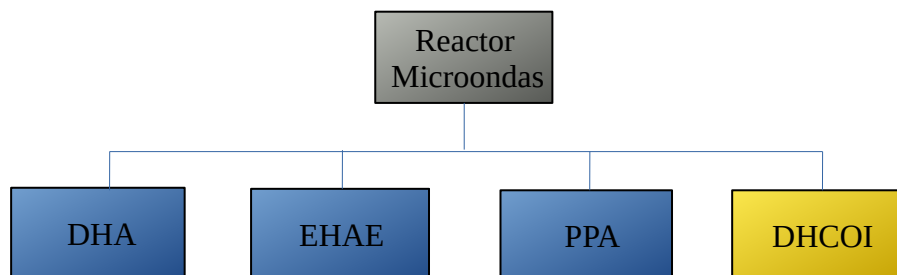 Reactor
Microondas
DHA
EHAE
PPA
DHCOI